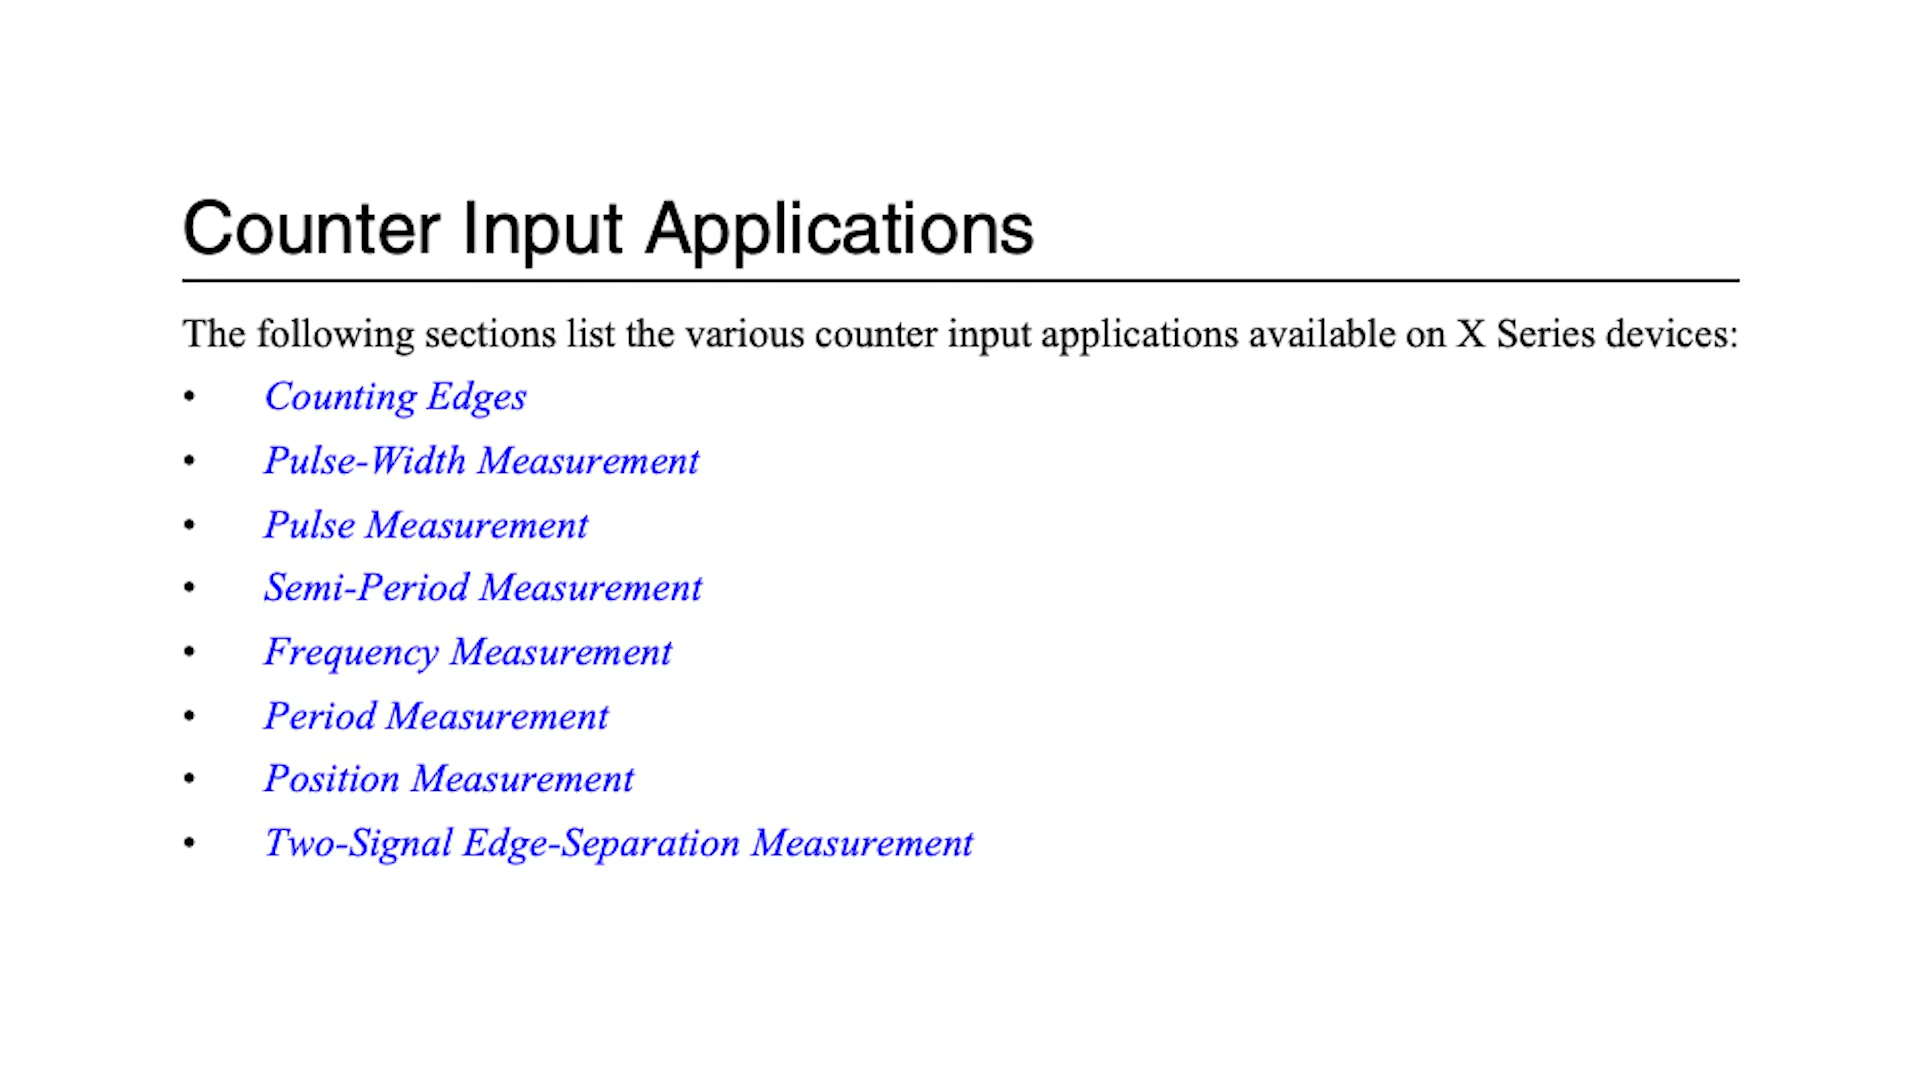 Counter Input Applications
The following sections list the various counter input applications available on X Series devices:
• Counting Edges
• Pulse-Width Measurement
• Pulse Measurement
• Semi-Period Measurement
• Frequency Measurement
• Period Measurement
• Position Measurement
• Two-Signal Edge-Separation Measurement